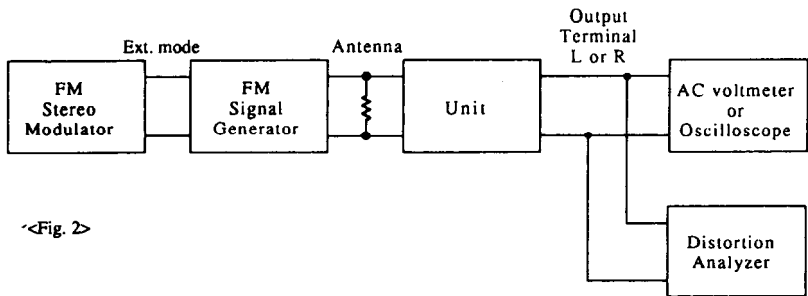 Ext. mode
Antenna
Output
Terminal
L or R
FM
Stereo
Modulator
FM
Signal
Generator
Unit
AC voltmeter
or
Oscilloscope
<Fig. 2>
Distortion
Analyzer